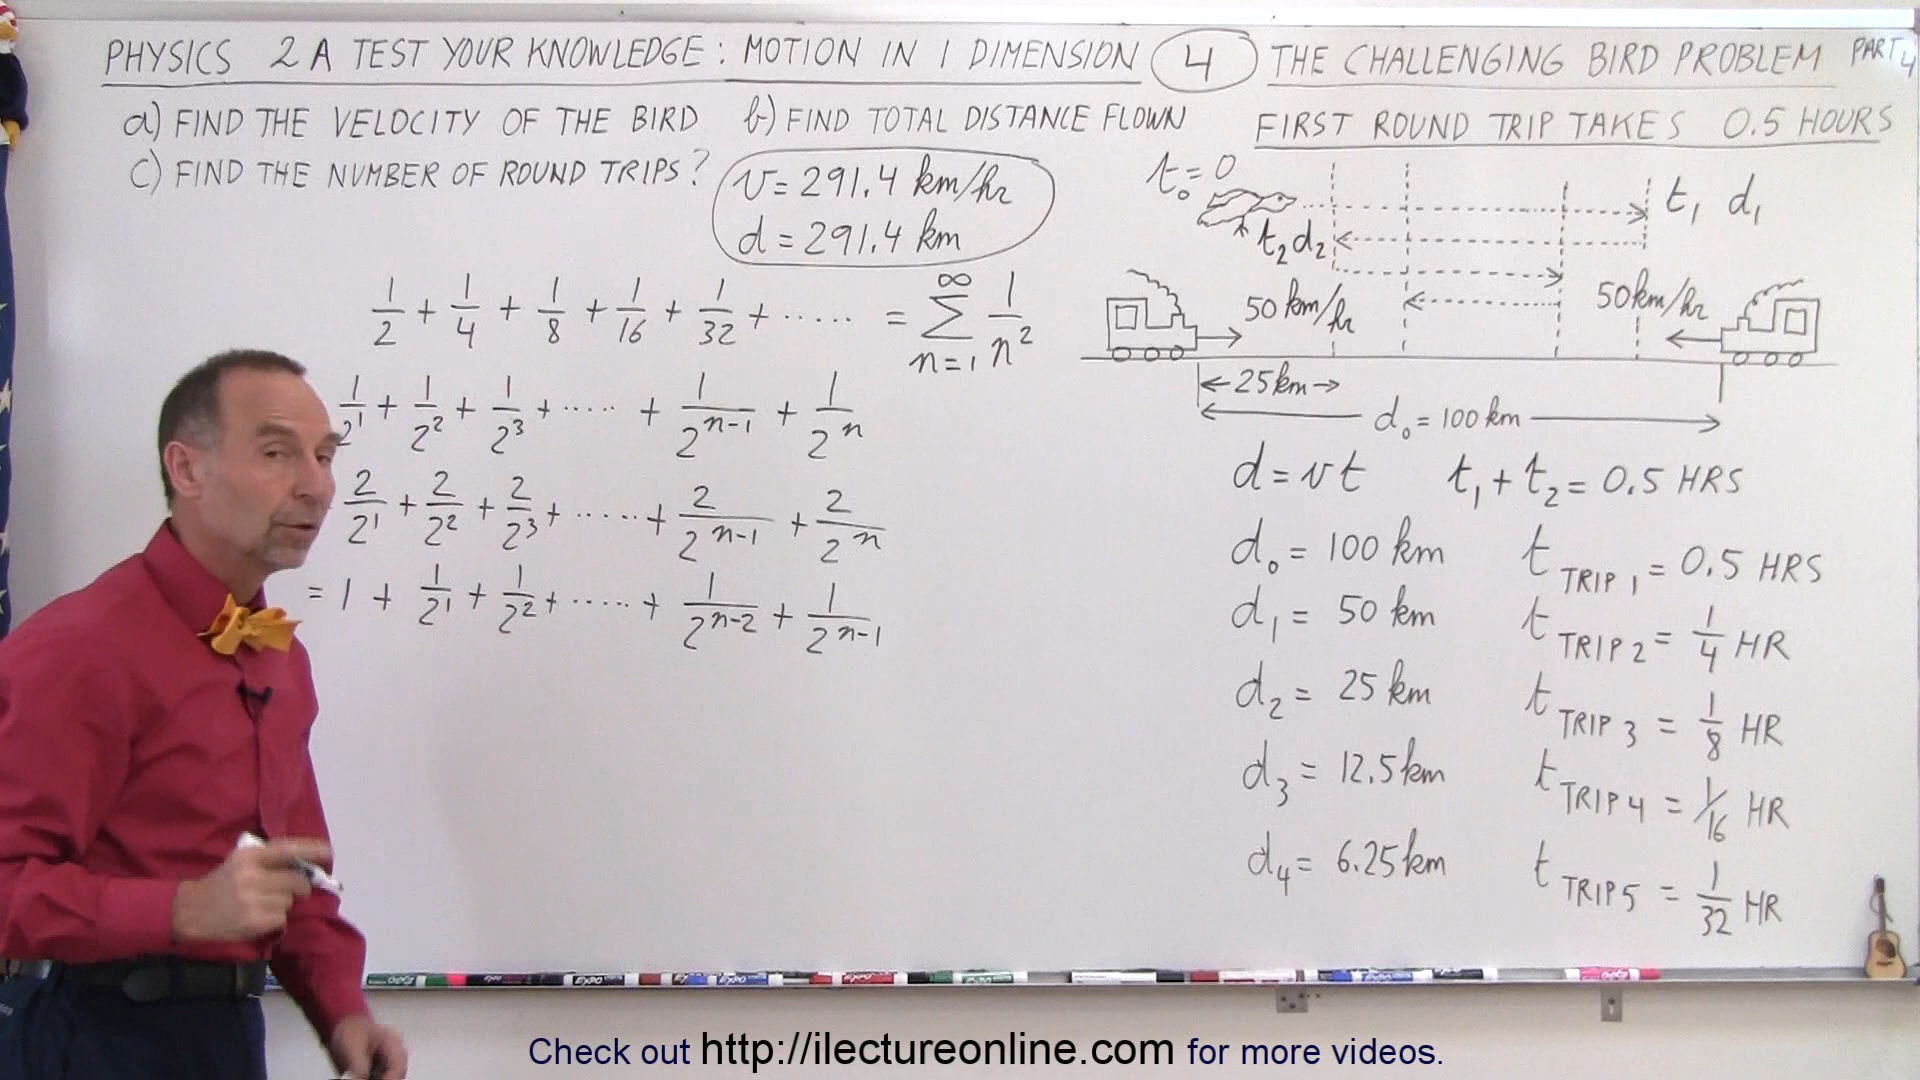 PHYSICS 2A TEST YOUR KNOWLEDGE: MOTION IN 1 DIMENSION 4 THE CHALLENGING BIRD PROBLEM PART 4
a) FIND THE VELOCITY OF THE BIRD b) FIND TOTAL DISTANCE FLOWN
c) FIND THE NUMBER OF ROUND TRIPS?
v = 291.4 km/hr
d = 291.4 km
FIRST ROUND TRIP TAKES 0.5 HOURS
t₀ = 0
t₁ d₁
t₂ d₂
50 km/hr 50 km/hr
25 km
d₀ = 100 km
1/2 + 1/4 + 1/8 + 1/16 + 1/32 + ..... = ∑_{n=1}^{∞} 1/n²
1/2¹ + 1/2² + 1/2³ + ..... + 1/2^{n-1} + 1/2^n
2/2¹ + 2/2² + 2/2³ + ..... + 2/2^{n-1} + 2/2^n
= 1 + 1/2¹ + 1/2² + ..... + 1/2^{n-2} + 1/2^{n-1}
d = vt t₁ + t₂ = 0.5 HRS
d₀ = 100 km t TRIP 1 = 0.5 HRS
d₁ = 50 km t TRIP 2 = 1/4 HR
d₂ = 25 km t TRIP 3 = 1/8 HR
d₃ = 12.5 km t TRIP 4 = 1/16 HR
d₄ = 6.25 km t TRIP 5 = 1/32 HR
Check out http://ilectureonline.com for more videos.